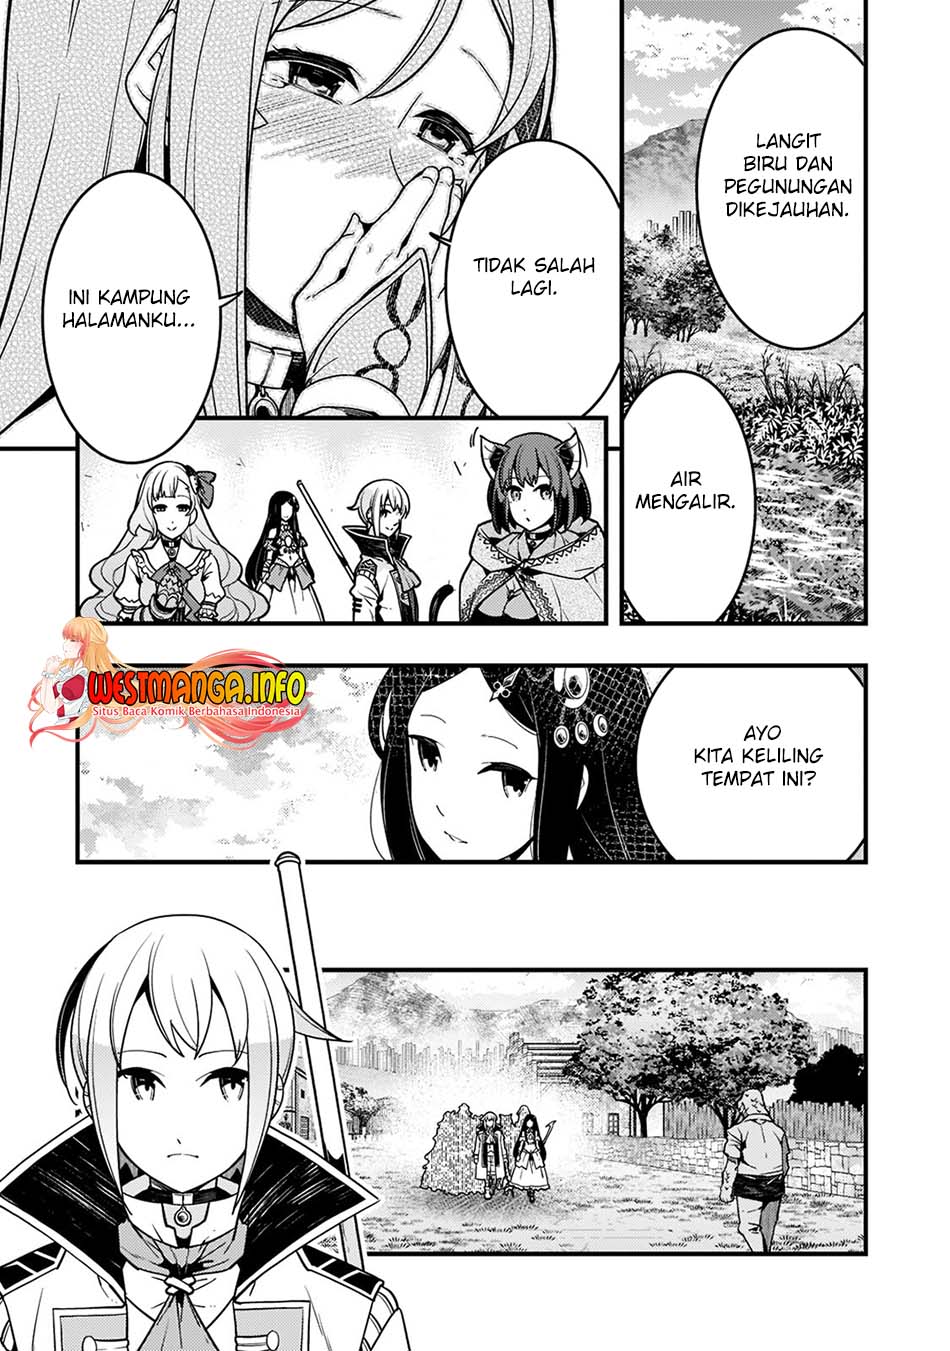 LANGIT
BIRU DAN
PEGUNUNGAN
DIKEJAUHAN.
AIR
MENGALIR.
TIDAK SALAH
LAGI.
INI KAMPUNG
HALAMANKU...
WESTMANGA.INFO
Situs Baca Komik Berbahasa Indonesia
AYO
KITA KELILING
TEMPAT INI?